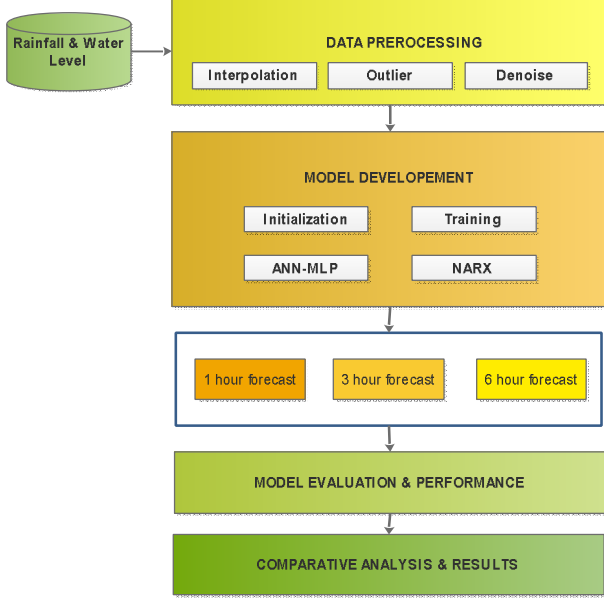 Rainfall & Water
Level
DATA PREROCESSING
Interpolation
Outlier
Denoise
MODEL DEVELOPEMENT
Initialization
Training
ANN-MLP
NARX
1 hour forecast
3 hour forecast
6 hour forecast
MODEL EVALUATION & PERFORMANCE
COMPARATIVE ANALYSIS & RESULTS